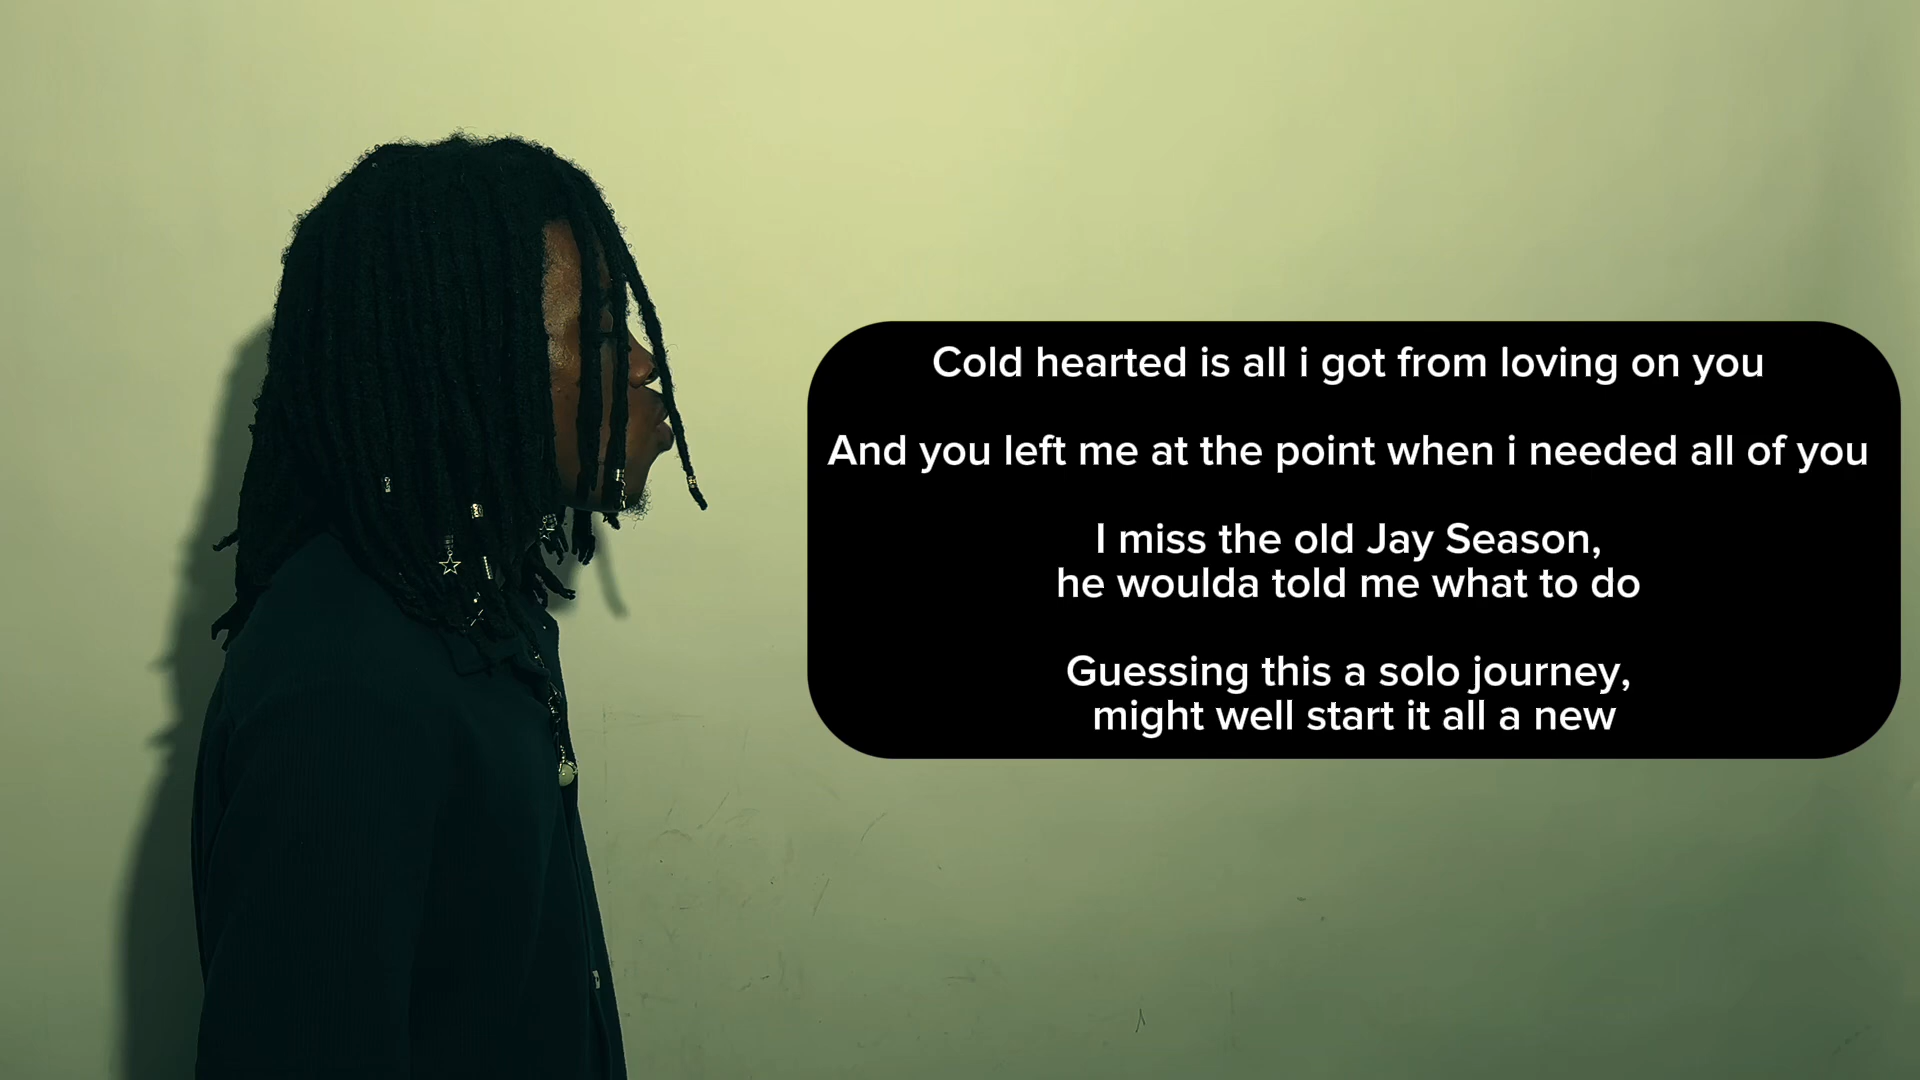 Cold hearted is all i got from loving on you
And you left me at the point when i needed all of you
I miss the old Jay Season,
he woulda told me what to do
Guessing this a solo journey,
might well start it all a new